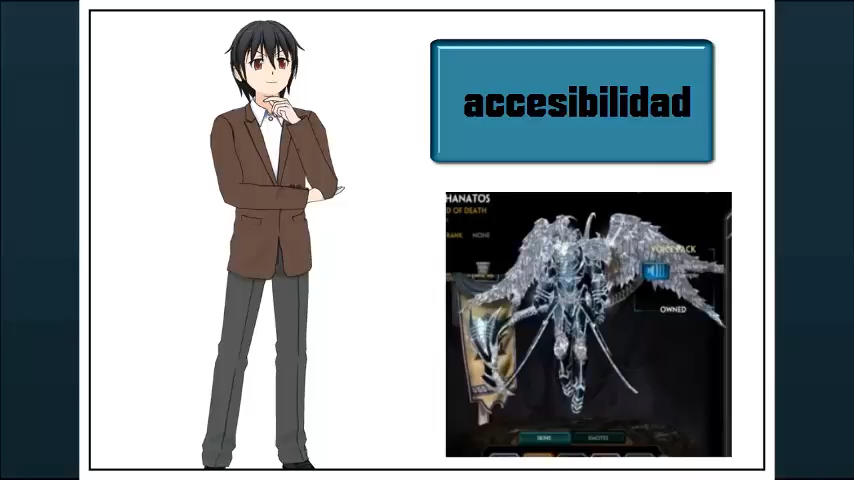 accesibilidad
HANATOS
D OF DEATH
RANK NONE
VOICE PACK
OWNED
SKINS EMOTES